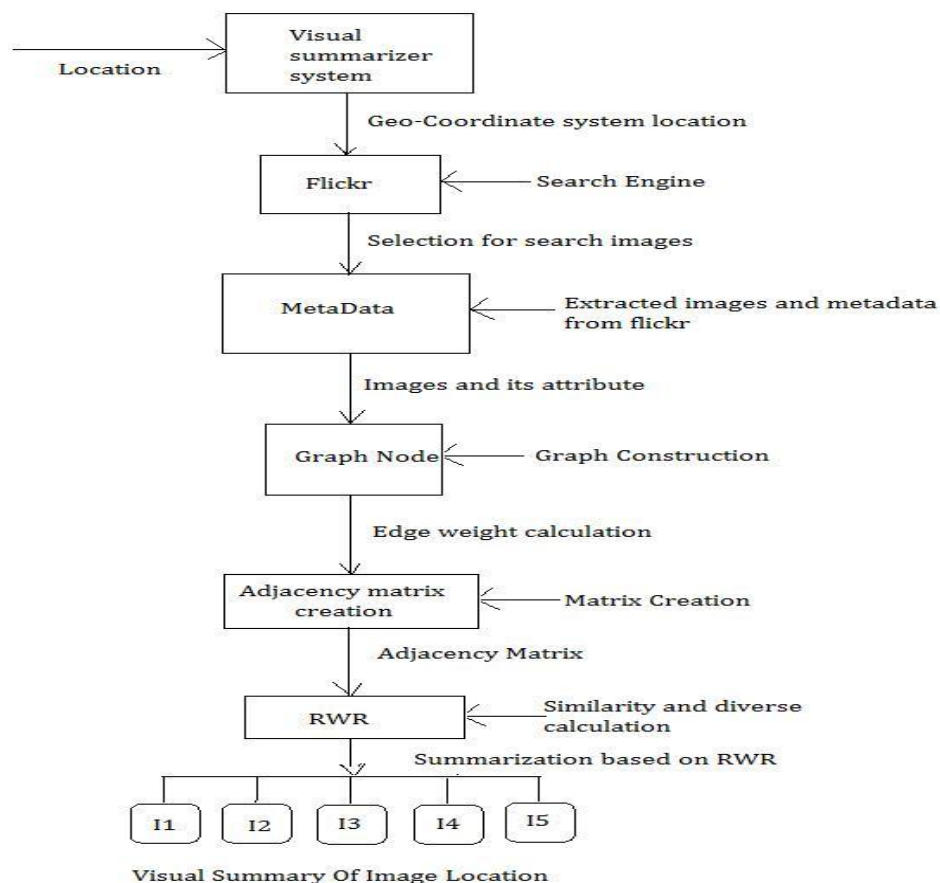 Visual
summarizer
system
Location
Geo-Coordinate system location
Flickr
Search Engine
Selection for search images
MetaData
Extracted images and metadata
from flickr
Images and its attribute
Graph Node
Graph Construction
Edge weight calculation
Adjacency matrix
creation
Matrix Creation
Adjacency Matrix
RWR
Similarity and diverse
calculation
Summarization based on RWR
I1 I2 I3 I4 I5
Visual Summary Of Image Location